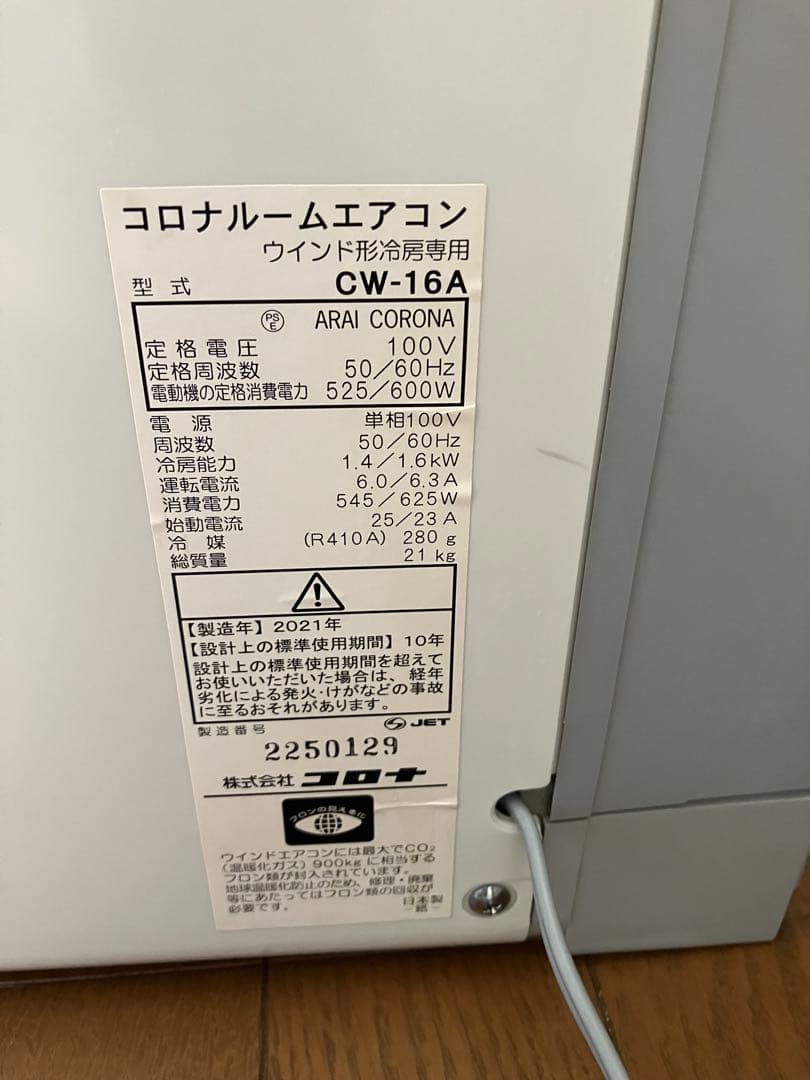 コロナルームエアコン
ウインド形冷房専用
型式 CW-16A
PSE ARAI CORONA
定格電圧 100V
定格周波数 50/60Hz
電動機の定格消費電力 525/600W
電源 単相100V
周波数 50/60Hz
冷房能力 1.4/1.6kW
運転電流 6.0/6.3A
消費電力 545/625W
始動電流 25/23A
冷媒 (R410A) 280g
総質量 21kg
【製造年】2021年
【設計上の標準使用期間】10年
設計上の標準使用期間を超えて
お使いいただいた場合は、経年
劣化による発火・けがなどの事故
に至るおそれがあります。
製造番号 JET
2250129
株式会社 コロナ
フロンの見える化
ウインドエアコンには最大でCO₂
(温暖化ガス)900kgに相当する
フロン類が封入されています。
地球温暖化防止のため、修理・廃棄
等にあたってはフロン類の回収が
必要です。 日本製
－紙－